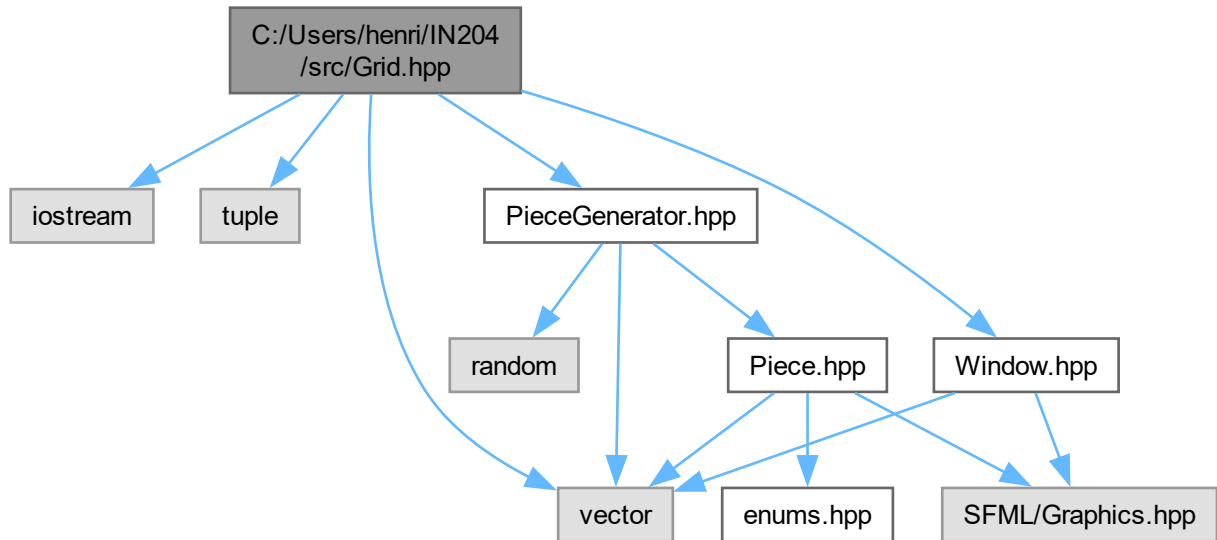 C:/Users/henri/IN204
/src/Grid.hpp
iostream
tuple
PieceGenerator.hpp
random
Piece.hpp
Window.hpp
vector
enums.hpp
SFML/Graphics.hpp